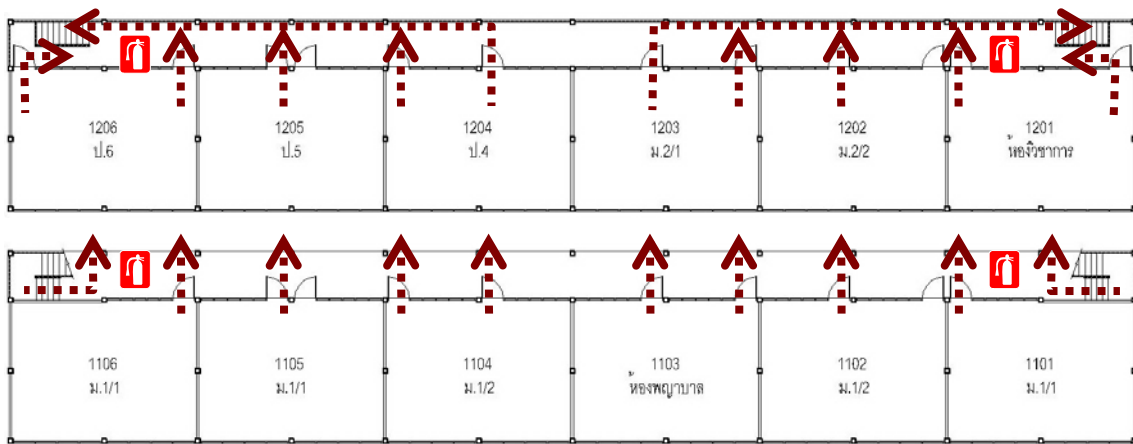 1206
ป.6
1205
ป.5
1204
ป.4
1203
ม.2/1
1202
ม.2/2
1201
ห้องวิชาการ
1106
ม.1/1
1105
ม.1/1
1104
ม.1/2
1103
ห้องพยาบาล
1102
ม.1/2
1101
ม.1/1